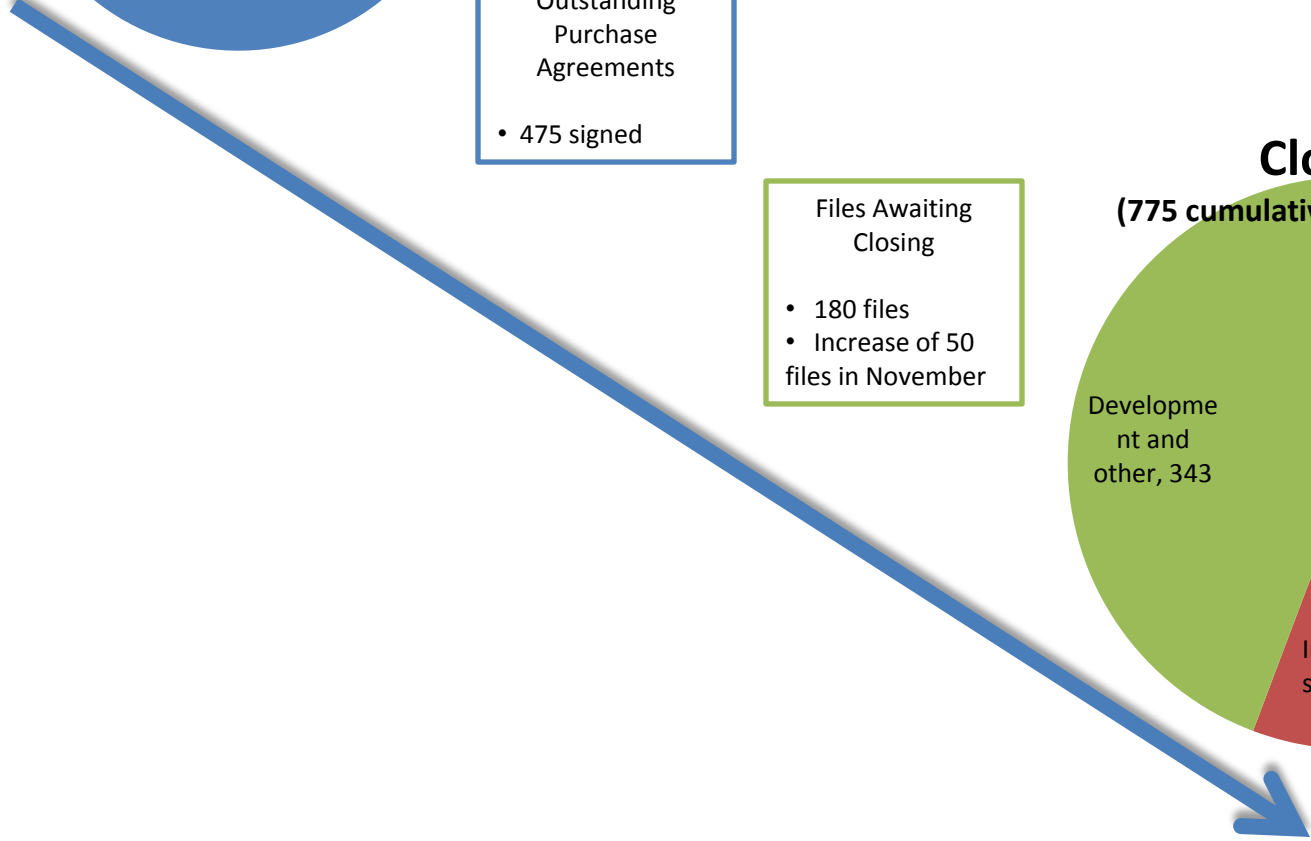 Outstanding
Purchase
Agreements
• 475 signed
Files Awaiting
Closing
• 180 files
• Increase of 50
files in November
(775
Developme
nt and
other, 343